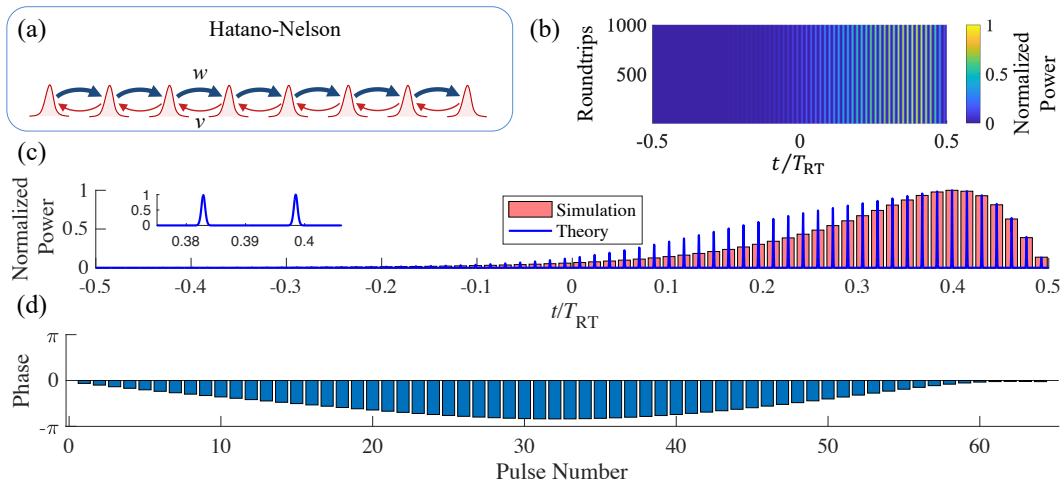 (a)
Hatano-Nelson
w
v
(b)
Roundtrips
1000
500
-0.5
0
0.5
t/T_RT
1
0.5
0
Normalized
Power
(c)
Normalized
Power
1
0.5
0
1
0.5
0
0.38
0.39
0.4
Simulation
Theory
-0.5
-0.4
-0.3
-0.2
-0.1
0
0.1
0.2
0.3
0.4
0.5
t/T_RT
(d)
Phase
π
0
-π
0
10
20
30
40
50
60
Pulse Number